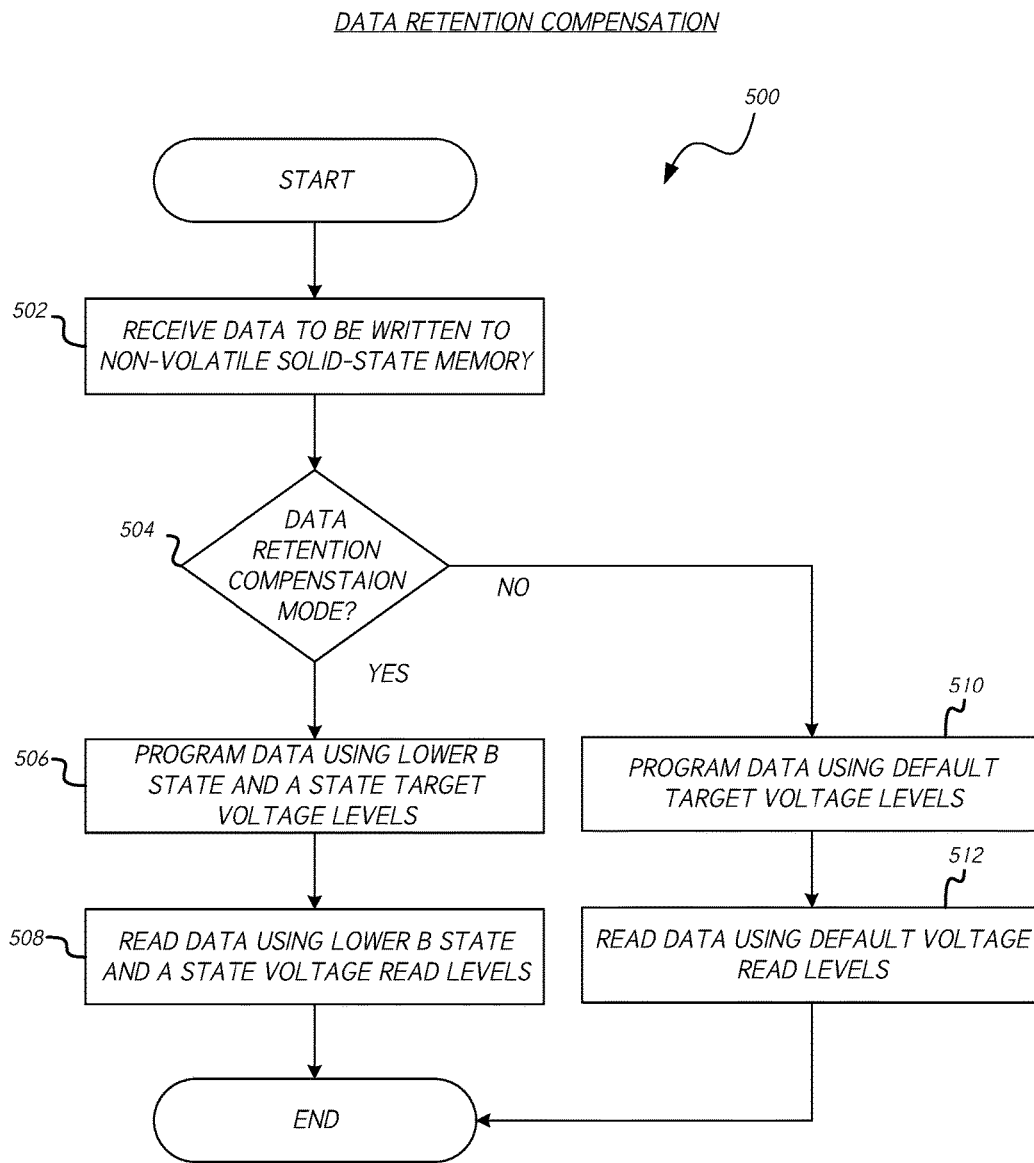 DATA RETENTION COMPENSATION
500
START
502
RECEIVE DATA TO BE WRITTEN TO
NON-VOLATILE SOLID-STATE MEMORY
504
DATA
RETENTION
COMPENSTAION
MODE?
NO
YES
506
PROGRAM DATA USING LOWER B
STATE AND A STATE TARGET
VOLTAGE LEVELS
510
PROGRAM DATA USING DEFAULT
TARGET VOLTAGE LEVELS
508
READ DATA USING LOWER B STATE
AND A STATE VOLTAGE READ LEVELS
512
READ DATA USING DEFAULT VOLTAGE
READ LEVELS
END